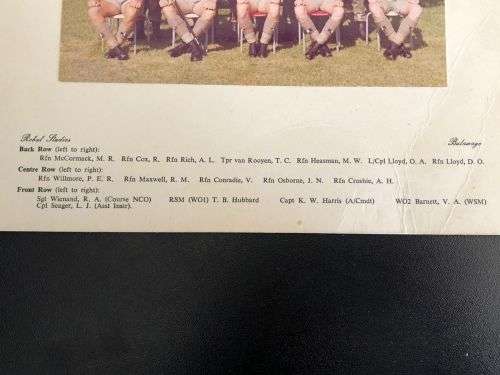 Robal Studios Bulawayo
Back Row (left to right):
Rfn McCormack, M. R. Rfn Cox, R. Rfn Rich, A. L. Tpr van Rooyen, T. C. Rfn Heasman, M. W. L/Cpl Lloyd, O. A. Rfn Lloyd, D. O.
Centre Row (left to right):
Rfn Willmore, P. E. R. Rfn Maxwell, R. M. Rfn Conradie, V. Rfn Osborne, J. N. Rfn Crosbie, A. H.
Front Row (left to right):
Sgt Wienand, R. A. (Course NCO) RSM (WO1) T. B. Hubbard Capt K. W. Harris (A/Cmdt) WO2 Barnett, V. A. (WSM)
Cpl Seager, L. J. (Asst Instr).